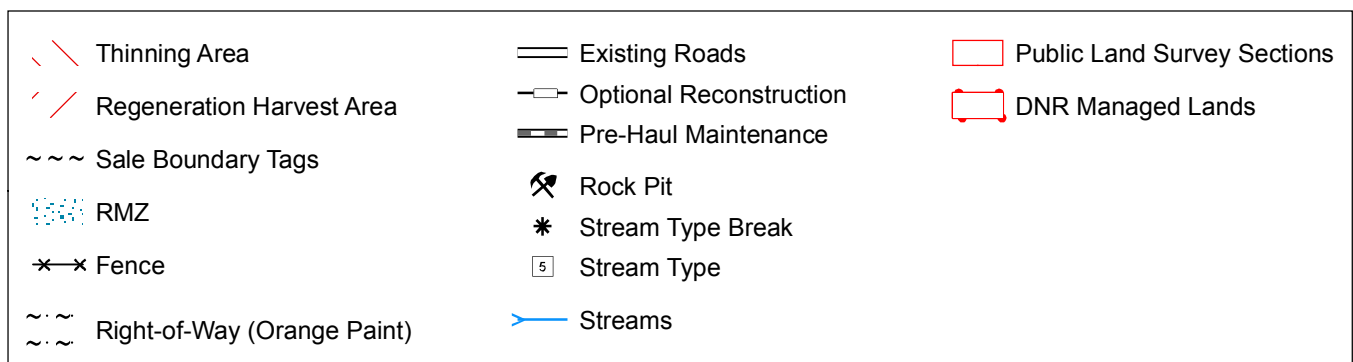 Thinning Area
Regeneration Harvest Area
Sale Boundary Tags
RMZ
Fence
Right-of-Way (Orange Paint)
Existing Roads
Optional Reconstruction
Pre-Haul Maintenance
Rock Pit
Stream Type Break
5 Stream Type
Streams
Public Land Survey Sections
DNR Managed Lands